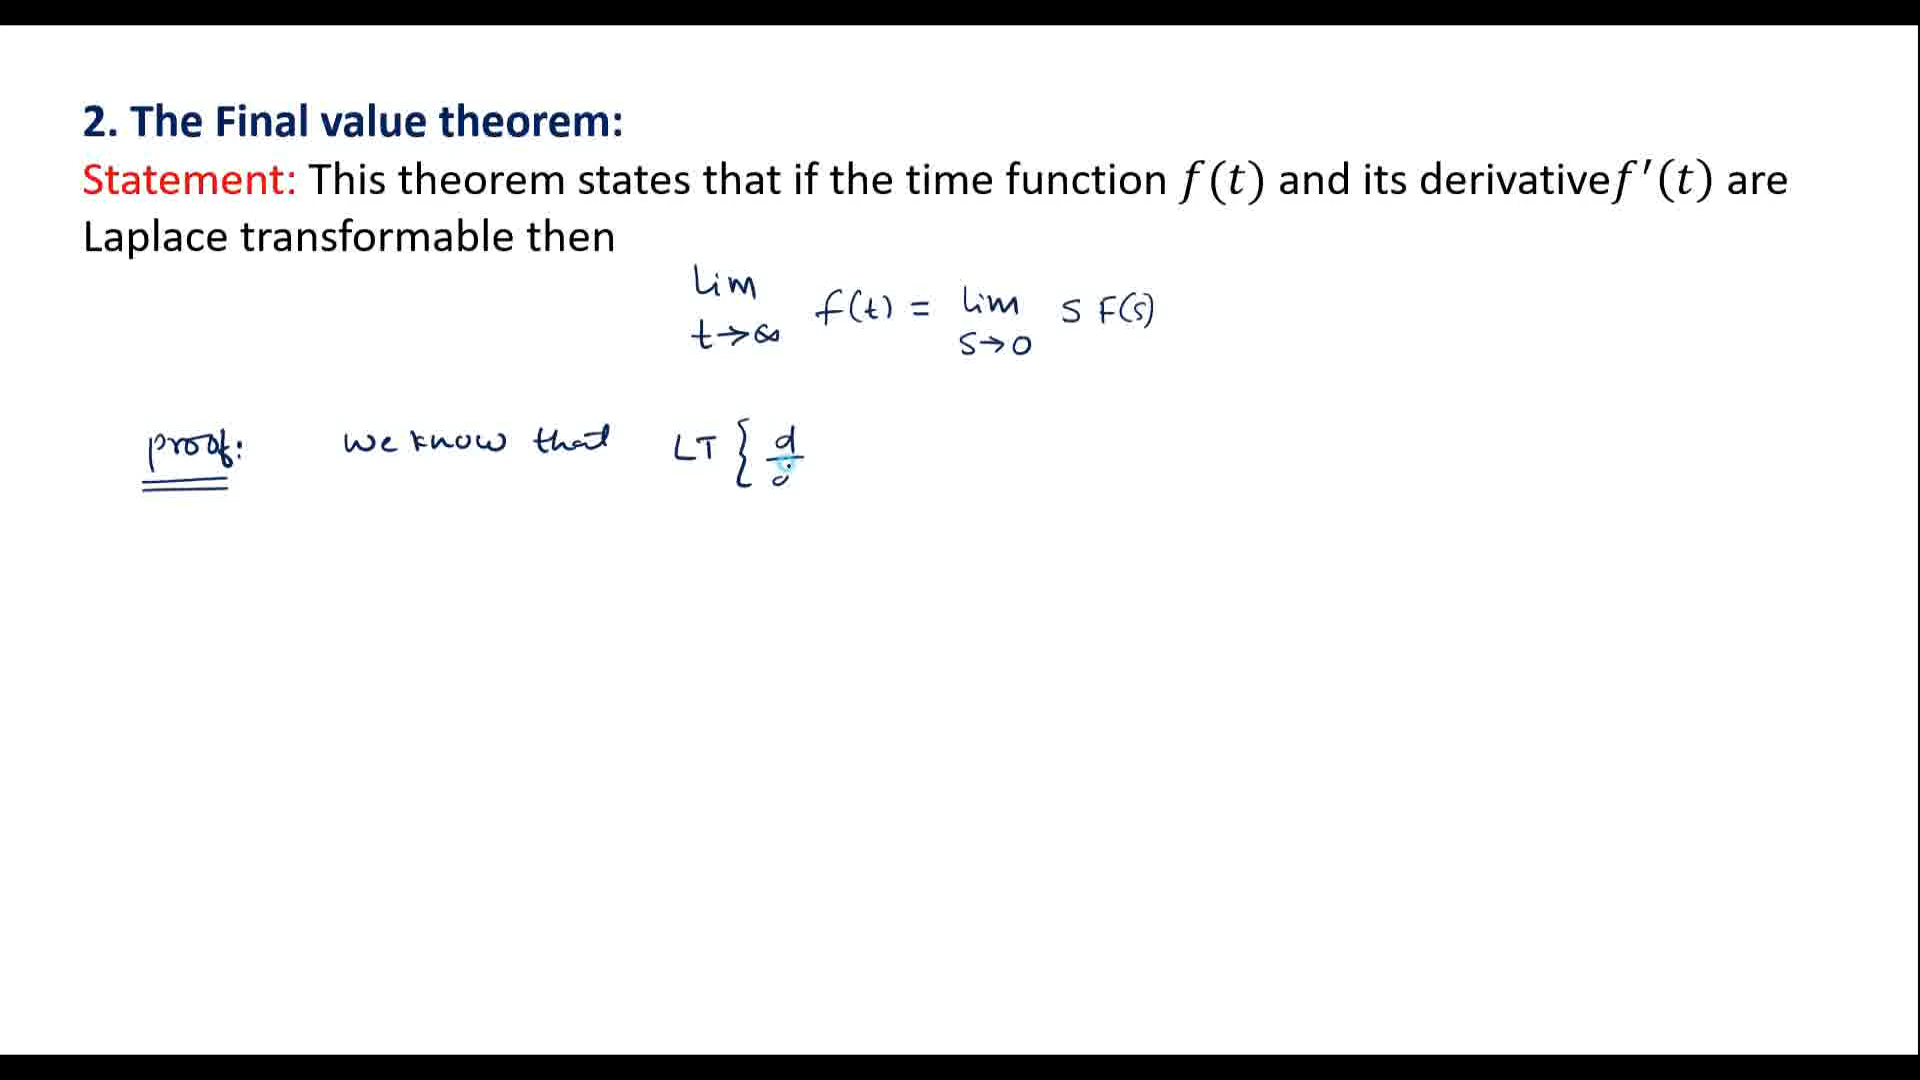 2. The Final value theorem:
Statement: This theorem states that if the time function f(t) and its derivativef′(t) are
Laplace transformable then
lim t→∞ f(t) = lim s→0 s F(s)
proof: we know that LT { d/